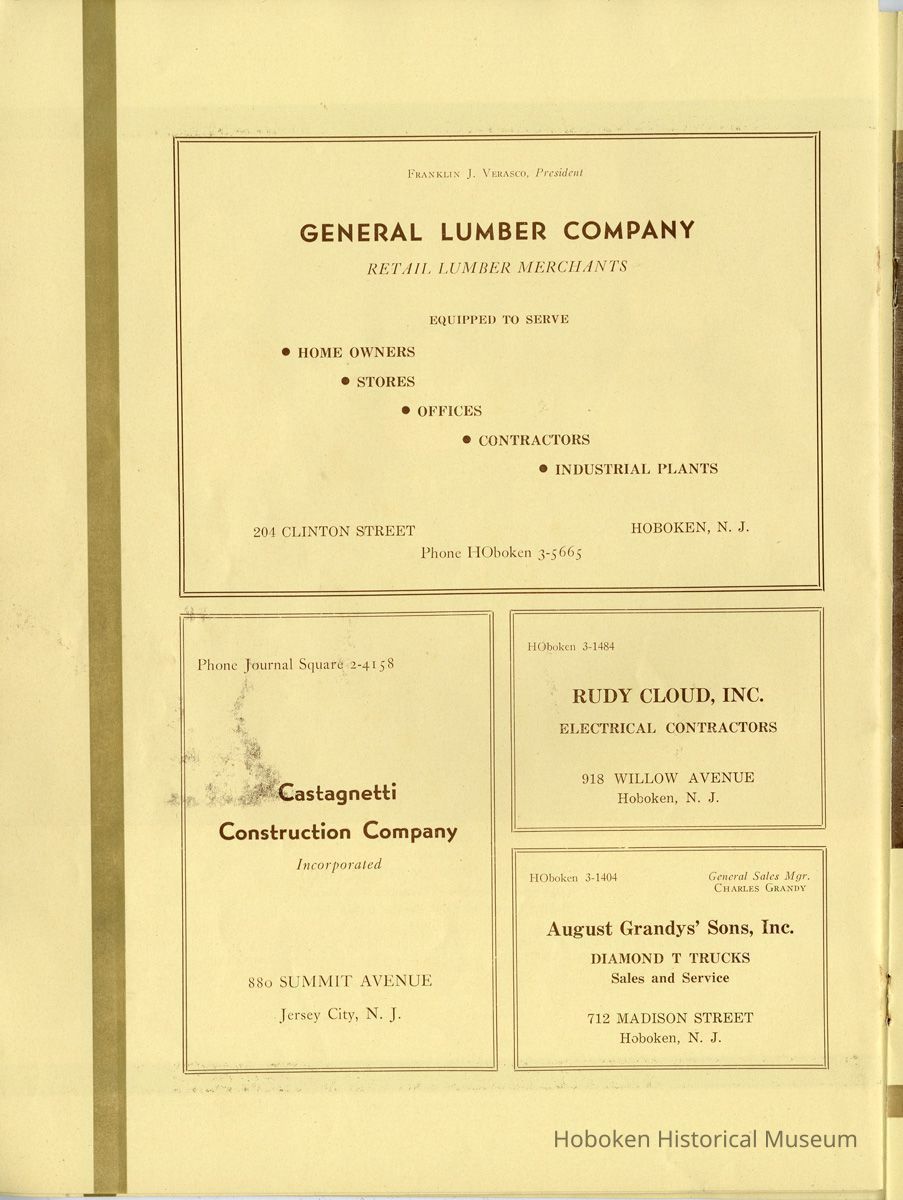 Franklin J. Verasco, President
GENERAL LUMBER COMPANY
RETAIL LUMBER MERCHANTS
EQUIPPED TO SERVE
● HOME OWNERS
● STORES
● OFFICES
● CONTRACTORS
● INDUSTRIAL PLANTS
204 CLINTON STREET HOBOKEN, N. J.
Phone HOboken 3-5665
Phone Journal Square 2-4158
Castagnetti
Construction Company
Incorporated
880 SUMMIT AVENUE
Jersey City, N. J.
HOboken 3-1484
RUDY CLOUD, INC.
ELECTRICAL CONTRACTORS
918 WILLOW AVENUE
Hoboken, N. J.
HOboken 3-1404 General Sales Mgr.
Charles Grandy
August Grandys' Sons, Inc.
DIAMOND T TRUCKS
Sales and Service
712 MADISON STREET
Hoboken, N. J.
Hoboken Historical Museum